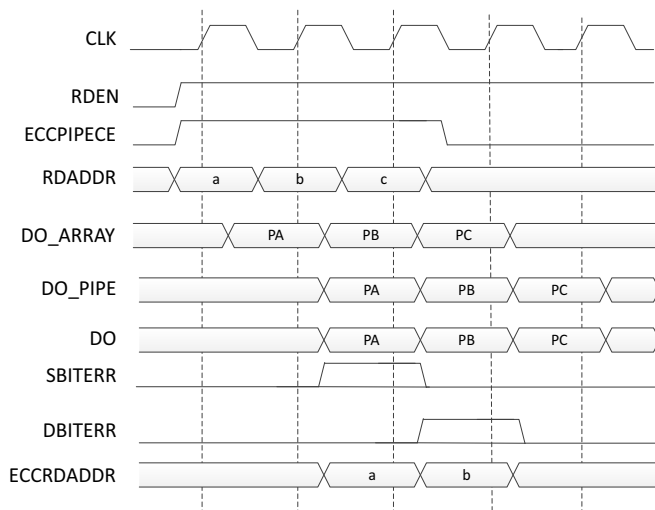 CLK
RDEN
ECCPIPECE
RDADDR a b c
DO_ARRAY PA PB PC
DO_PIPE PA PB PC
DO PA PB PC
SBITERR
DBITERR
ECCRDADDR a b